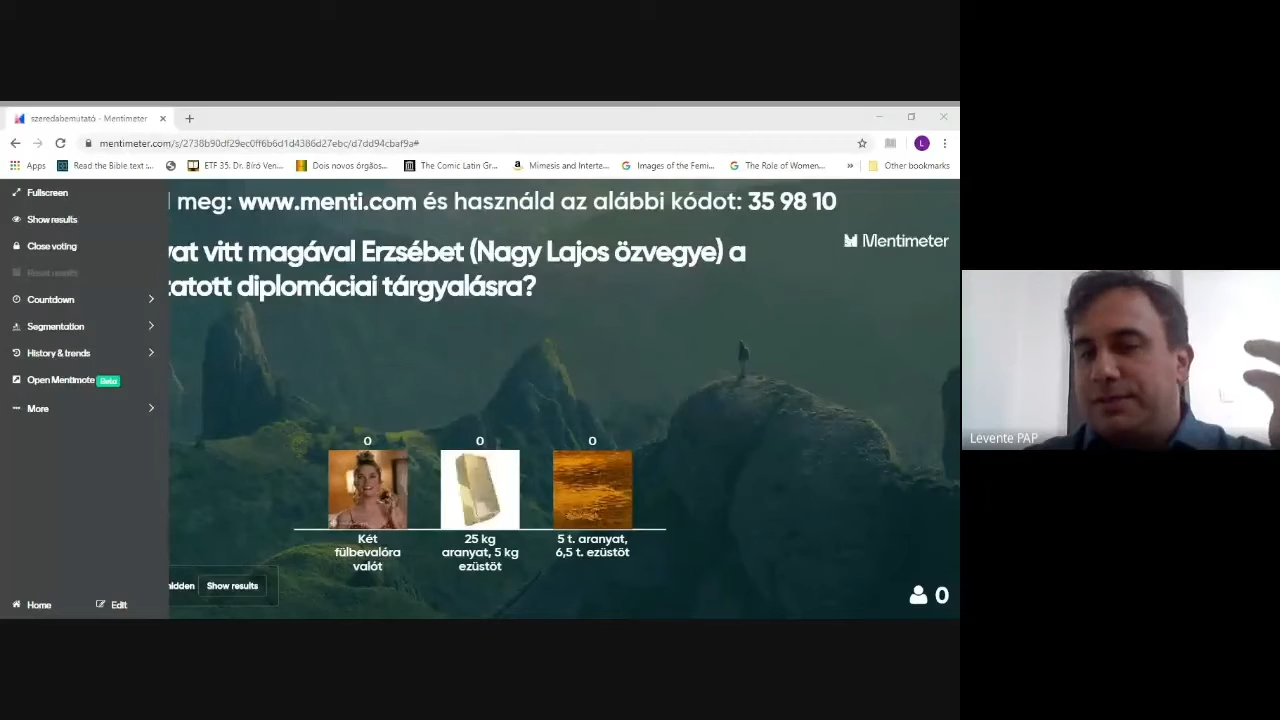 szeredabemutató - Mentimeter
mentimeter.com/s/2738b90df29ec0ff6b6d1d4386d27ebc/d7dd94cbaf9a#
Apps
Read the Bible text :...
ETF 35. Dr. Bíró Ven...
Dois novos órgãos...
The Comic Latin Gr...
Mimesis and Interte...
Images of the Femi...
The Role of Women...
Other bookmarks
Fullscreen
Show results
Close voting
Reset results
Countdown
Segmentation
History & trends
Open Mentimote Beta
More
Home Edit
meg: www.menti.com és használd az alábbi kódot: 35 98 10
Mentimeter
yat vitt magával Erzsébet (Nagy Lajos özvegye) a
tatott diplomáciai tárgyalásra?
0 0 0
Két
fülbevalóra
valót
25 kg
aranyat, 5 kg
ezüstöt
5 t. aranyat,
6,5 t. ezüstöt
idden Show results
0
L
Levente PAP